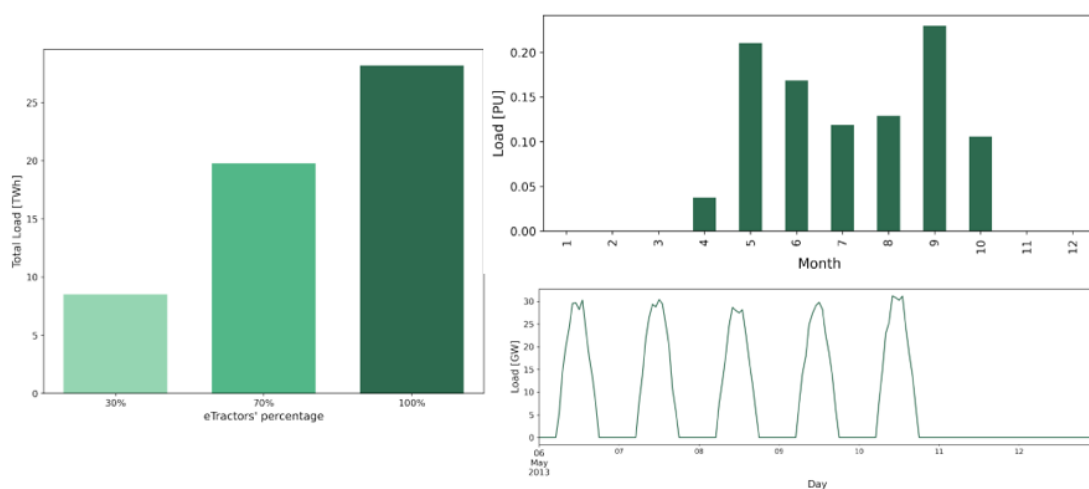 25
20
15
10
5
0
Total Load [TWh]
30% 70% 100%
eTractors' percentage
0.20
0.15
0.10
0.05
0.00
Load [PU]
1 2 3 4 5 6 7 8 9 10 11 12
Month
30
25
20
15
10
5
0
Load [GW]
06 07 08 09 10 11 12
May
2013
Day